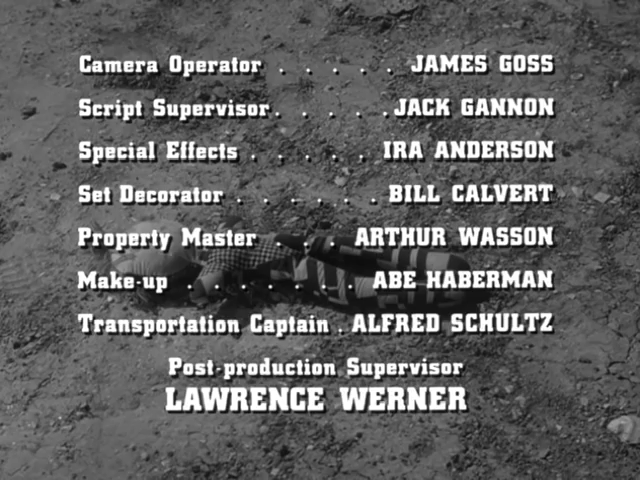 Camera Operator . . . . . JAMES GOSS
Script Supervisor . . . . . JACK GANNON
Special Effects . . . . . IRA ANDERSON
Set Decorator . . . . . . BILL CALVERT
Property Master . . . ARTHUR WASSON
Make-up . . . . . . . ABE HABERMAN
Transportation Captain . ALFRED SCHULTZ
Post-production Supervisor
LAWRENCE WERNER